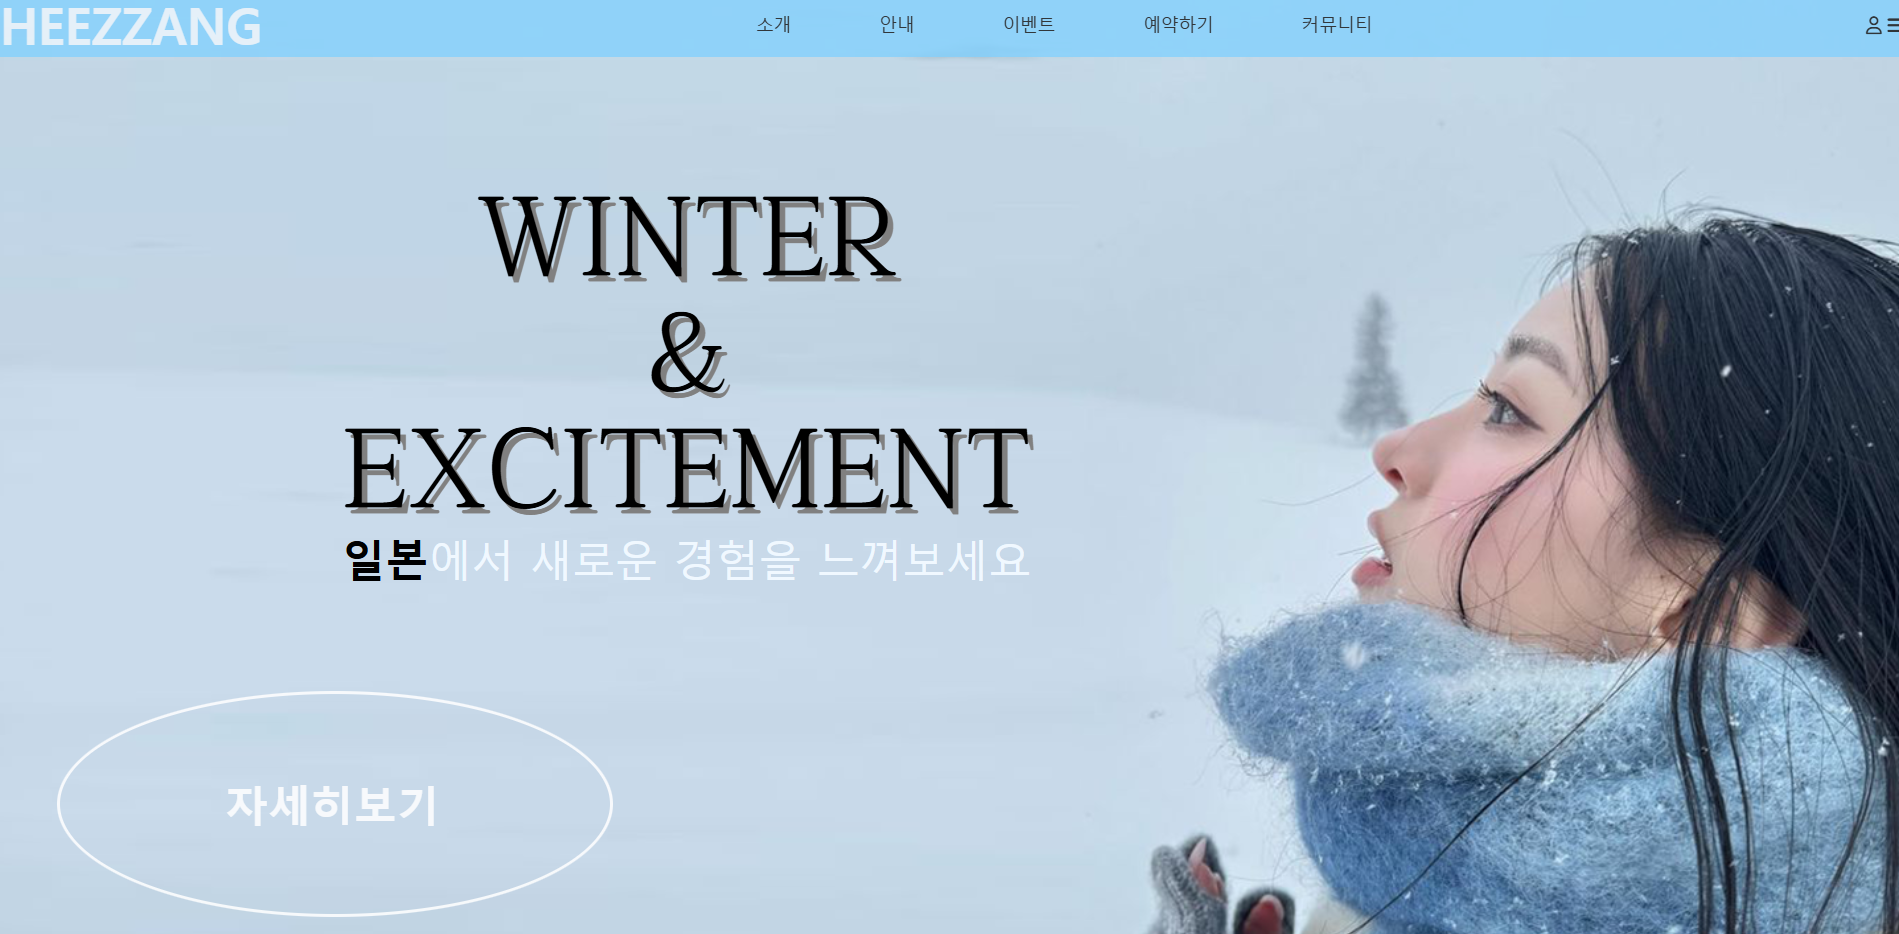 HEEZZANG
소개 안내 이벤트 예약하기 커뮤니티
WINTER
&
EXCITEMENT
일본에서 새로운 경험을 느껴보세요
자세히보기